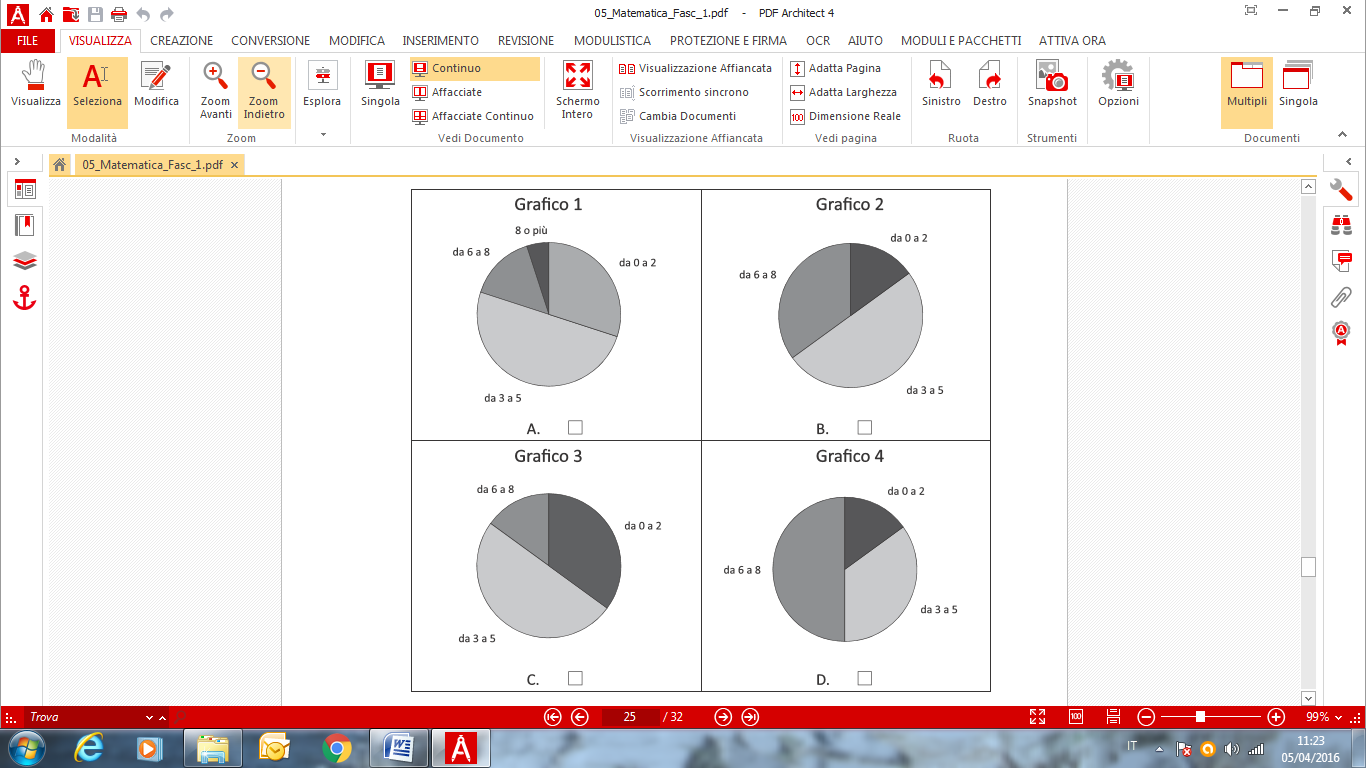 05_Matematica_Fasc_1.pdf - PDF Architect 4
FILE VISUALIZZA CREAZIONE CONVERSIONE MODIFICA INSERIMENTO REVISIONE MODULISTICA PROTEZIONE E FIRMA OCR AIUTO MODULI E PACCHETTI ATTIVA ORA
Visualizza
Seleziona
Modifica
Modalità
Zoom Avanti
Zoom Indietro
Zoom
Esplora
Singola
Continuo
Affacciate
Affacciate Continuo
Vedi Documento
Schermo Intero
Visualizzazione Affiancata
Scorrimento sincrono
Cambia Documenti
Visualizzazione Affiancata
Adatta Pagina
Adatta Larghezza
100 Dimensione Reale
Vedi pagina
Sinistro
Destro
Ruota
Snapshot
Strumenti
Opzioni
Multipli
Singola
Documenti
05_Matematica_Fasc_1.pdf
Grafico 1
8 o più
da 6 a 8
da 0 a 2
da 3 a 5
A.
Grafico 2
da 0 a 2
da 6 a 8
da 3 a 5
B.
Grafico 3
da 6 a 8
da 0 a 2
da 3 a 5
C.
Grafico 4
da 0 a 2
da 6 a 8
da 3 a 5
D.
Trova
25 / 32
100
99%
IT
11:23
05/04/2016